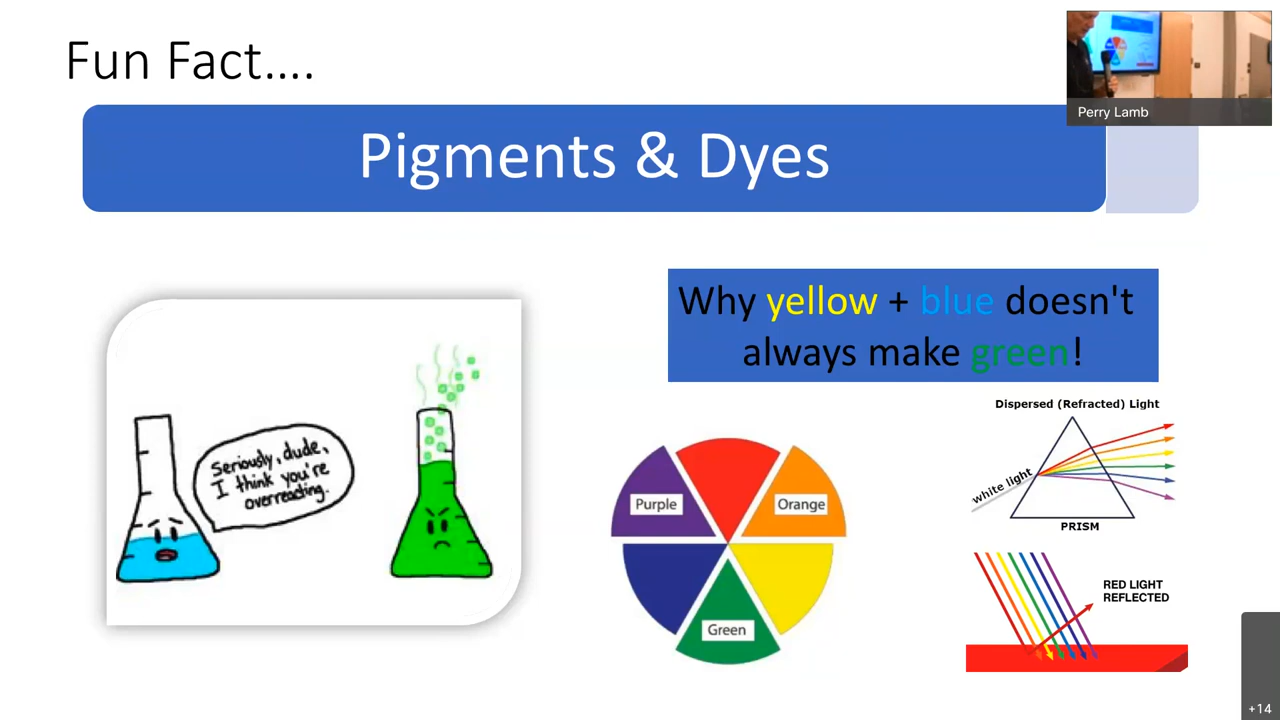 Fun Fact....
Perry Lamb
Pigments & Dyes
Why yellow + blue doesn't
always make green!
Seriously, dude,
I think you're
overreacting.
Purple
Orange
Green
Dispersed (Refracted) Light
white light
PRISM
RED LIGHT
REFLECTED
+14